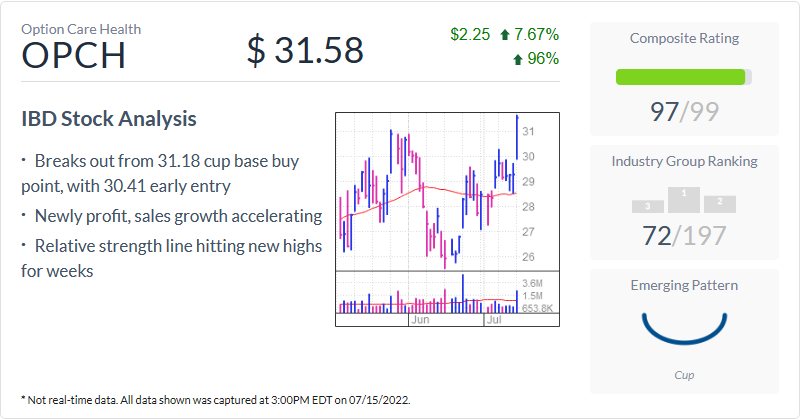 Option Care Health
OPCH
$ 31.58
$2.25 7.67%
96%
IBD Stock Analysis
· Breaks out from 31.18 cup base buy
point, with 30.41 early entry
· Newly profit, sales growth accelerating
· Relative strength line hitting new highs
for weeks
31
30
29
28
27
26
3.6M
1.5M
653.8K
Jun
Jul
Composite Rating
97/99
Industry Group Ranking
3 1 2
72/197
Emerging Pattern
Cup
* Not real-time data. All data shown was captured at 3:00PM EDT on 07/15/2022.